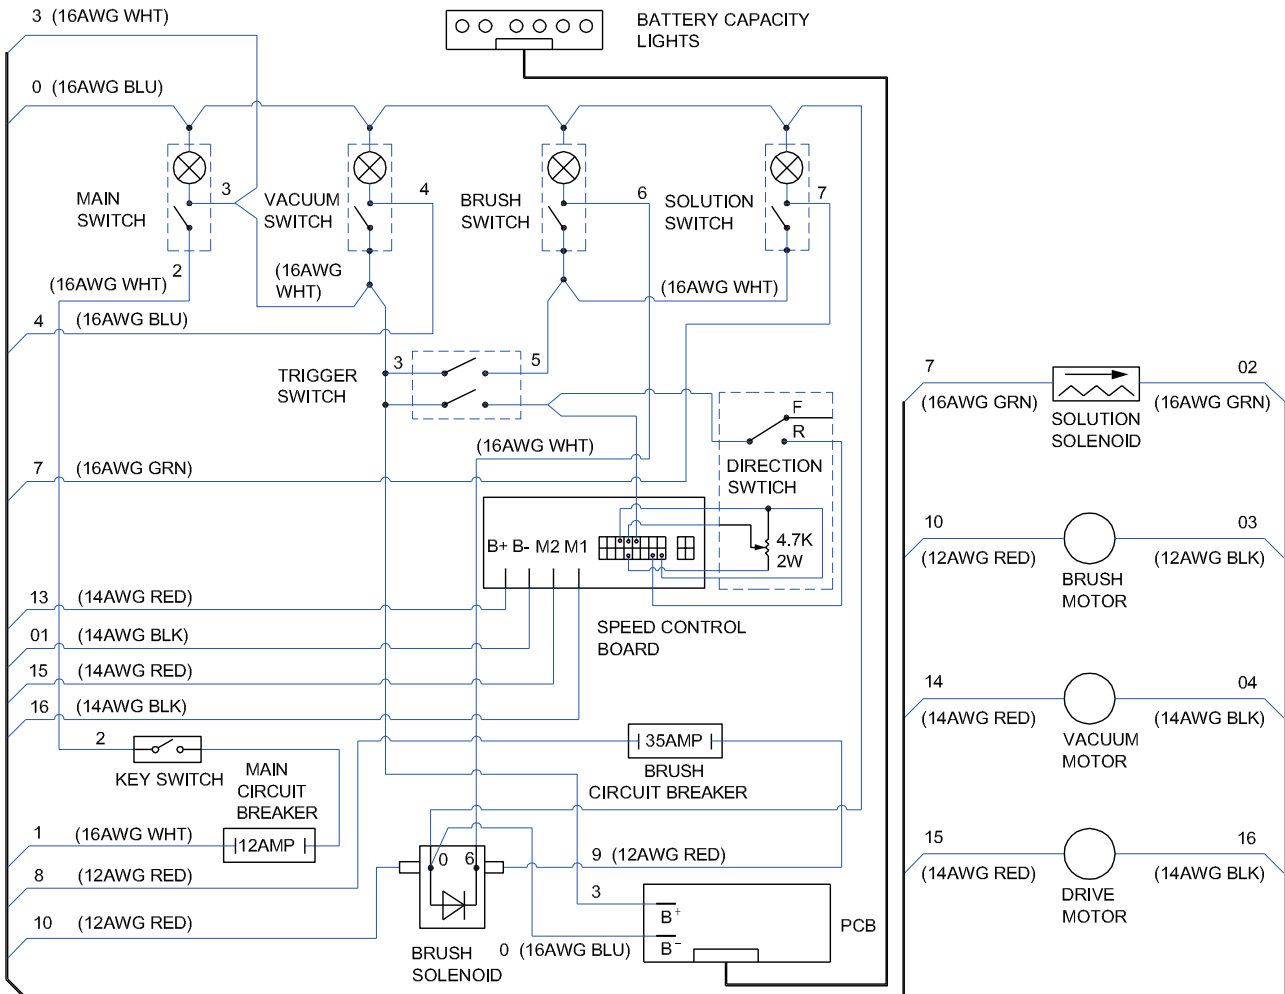 3 (16AWG WHT)
BATTERY CAPACITY
LIGHTS
0 (16AWG BLU)
MAIN
SWITCH
3
VACUUM
SWITCH
4
BRUSH
SWITCH
6
SOLUTION
SWITCH
7
2
(16AWG WHT)
(16AWG
WHT)
(16AWG WHT)
4 (16AWG BLU)
TRIGGER
SWITCH
3
5
F
R
(16AWG WHT)
DIRECTION
SWTICH
7 (16AWG GRN)
B+ B- M2 M1
4.7K
2W
13 (14AWG RED)
SPEED CONTROL
BOARD
01 (14AWG BLK)
15 (14AWG RED)
16 (14AWG BLK)
2
KEY SWITCH
35AMP
BRUSH
CIRCUIT BREAKER
MAIN
CIRCUIT
BREAKER
1 (16AWG WHT)
12AMP
0 6
9 (12AWG RED)
8 (12AWG RED)
10 (12AWG RED)
3
B+
B-
PCB
BRUSH
SOLENOID
0 (16AWG BLU)
7
(16AWG GRN)
02
(16AWG GRN)
SOLUTION
SOLENOID
10
(12AWG RED)
03
(12AWG BLK)
BRUSH
MOTOR
14
(14AWG RED)
04
(14AWG BLK)
VACUUM
MOTOR
15
(14AWG RED)
16
(14AWG BLK)
DRIVE
MOTOR